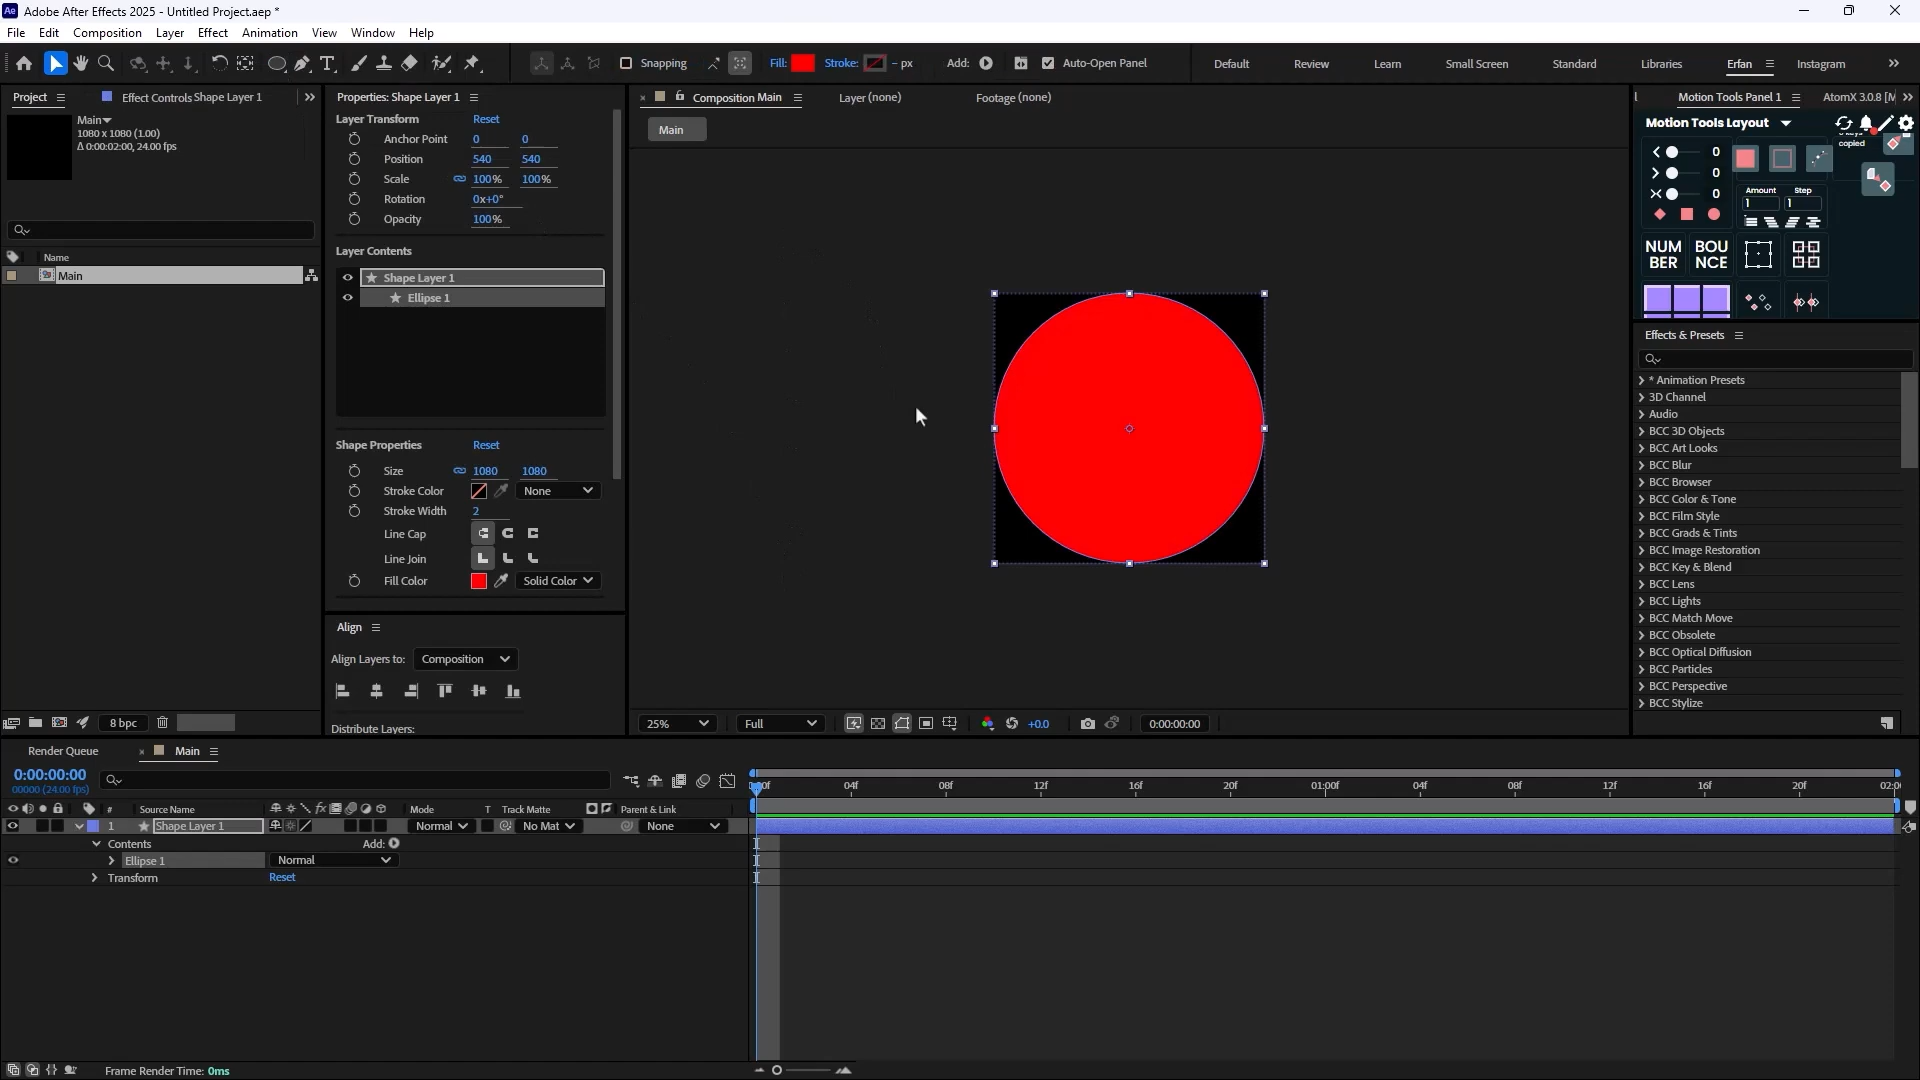 Adobe After Effects 2025 - Untitled Project.aep *
File Edit Composition Layer Effect Animation View Window Help
Snapping Fill: Stroke: - px Add: Auto-Open Panel Default Review Learn Small Screen Standard Libraries Erfan Instagram
Project Effect Controls Shape Layer 1
Main
1080 x 1080 (1.00)
Δ 0:00:02:00, 24.00 fps
Name
Main
8 bpc
Properties: Shape Layer 1
Layer Transform Reset
Anchor Point 0 0
Position 540 540
Scale 100% 100%
Rotation 0x+0°
Opacity 100%
Layer Contents
Shape Layer 1
Ellipse 1
Shape Properties Reset
Size 1080 1080
Stroke Color None
Stroke Width 2
Line Cap
Line Join
Fill Color Solid Color
Align
Align Layers to: Composition
Distribute Layers:
Composition Main Layer (none) Footage (none)
Main
25% Full +0.0 0:00:00:00
Motion Tools Panel 1 AtomX 3.0.8 [M
Motion Tools Layout
copied
0
0
0
Amount Step
1 1
NUM
BER
BOU
NCE
Effects & Presets
* Animation Presets
3D Channel
Audio
BCC 3D Objects
BCC Art Looks
BCC Blur
BCC Browser
BCC Color & Tone
BCC Film Style
BCC Grads & Tints
BCC Image Restoration
BCC Key & Blend
BCC Lens
BCC Lights
BCC Match Move
BCC Obsolete
BCC Optical Diffusion
BCC Particles
BCC Perspective
BCC Stylize
Render Queue Main
0:00:00:00
00000 (24.00 fps)
# Source Name Mode T Track Matte Parent & Link
04f 08f 12f 16f 20f 01:00f 04f 08f 12f 16f 20f
1 Shape Layer 1 Normal No Mat None
Contents Add:
Ellipse 1 Normal
Transform Reset
Frame Render Time: 0ms